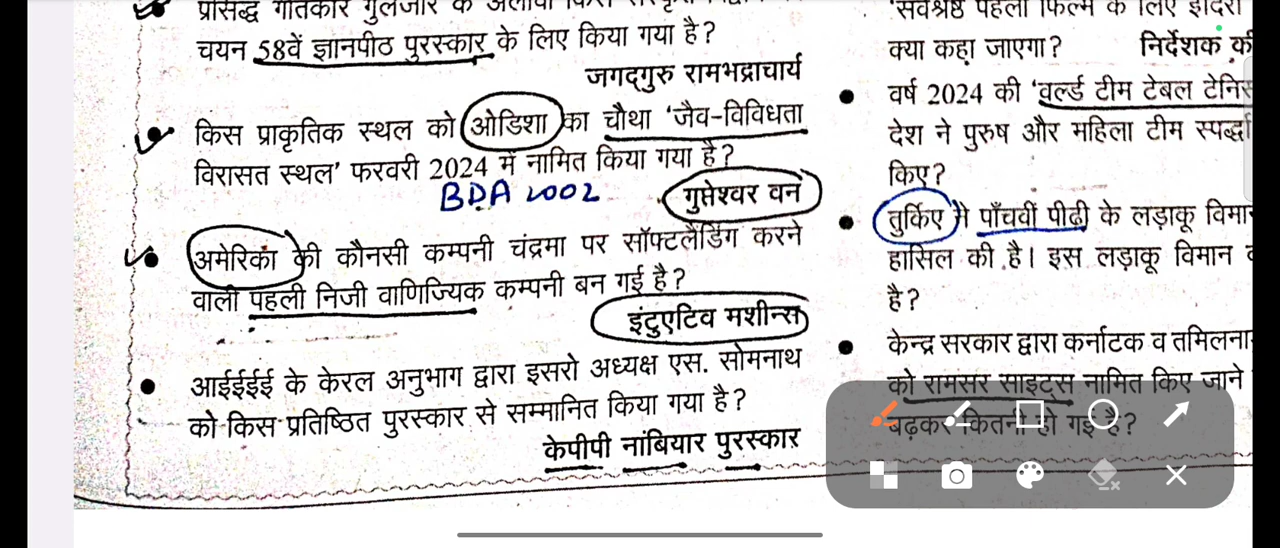 प्रसिद्ध गीतकार गुलजार के अलावा किस
चयन 58वें ज्ञानपीठ पुरस्कार के लिए किया गया है?
जगद्गुरु रामभद्राचार्य
किस प्राकृतिक स्थल को ओडिशा का चौथा ‘जैव-विविधता
विरासत स्थल’ फरवरी 2024 में नामित किया गया है?
BDA 2002
गुप्तेश्वर वन
अमेरिका की कौनसी कम्पनी चंद्रमा पर सॉफ्टलैंडिंग करने
वाली पहली निजी वाणिज्यिक कम्पनी बन गई है?
इंटुएटिव मशीन्स
आईईईई के केरल अनुभाग द्वारा इसरो अध्यक्ष एस. सोमनाथ
को किस प्रतिष्ठित पुरस्कार से सम्मानित किया गया है?
केपीपी नांबियार पुरस्कार
‘सर्वश्रेष्ठ पहली फिल्म के लिए इंदिरा
क्या कहा जाएगा? निर्देशक की
वर्ष 2024 की ‘वर्ल्ड टीम टेबल टेनिस
देश ने पुरुष और महिला टीम स्पर्द्धा
किए?
तुर्किए ने पाँचवीं पीढ़ी के लड़ाकू विमान
हासिल की है। इस लड़ाकू विमान
है?
केन्द्र सरकार द्वारा कर्नाटक व तमिलना
को रामसर साइट्स नामित किए जाने
बढ़कर कितनी हो गई है?